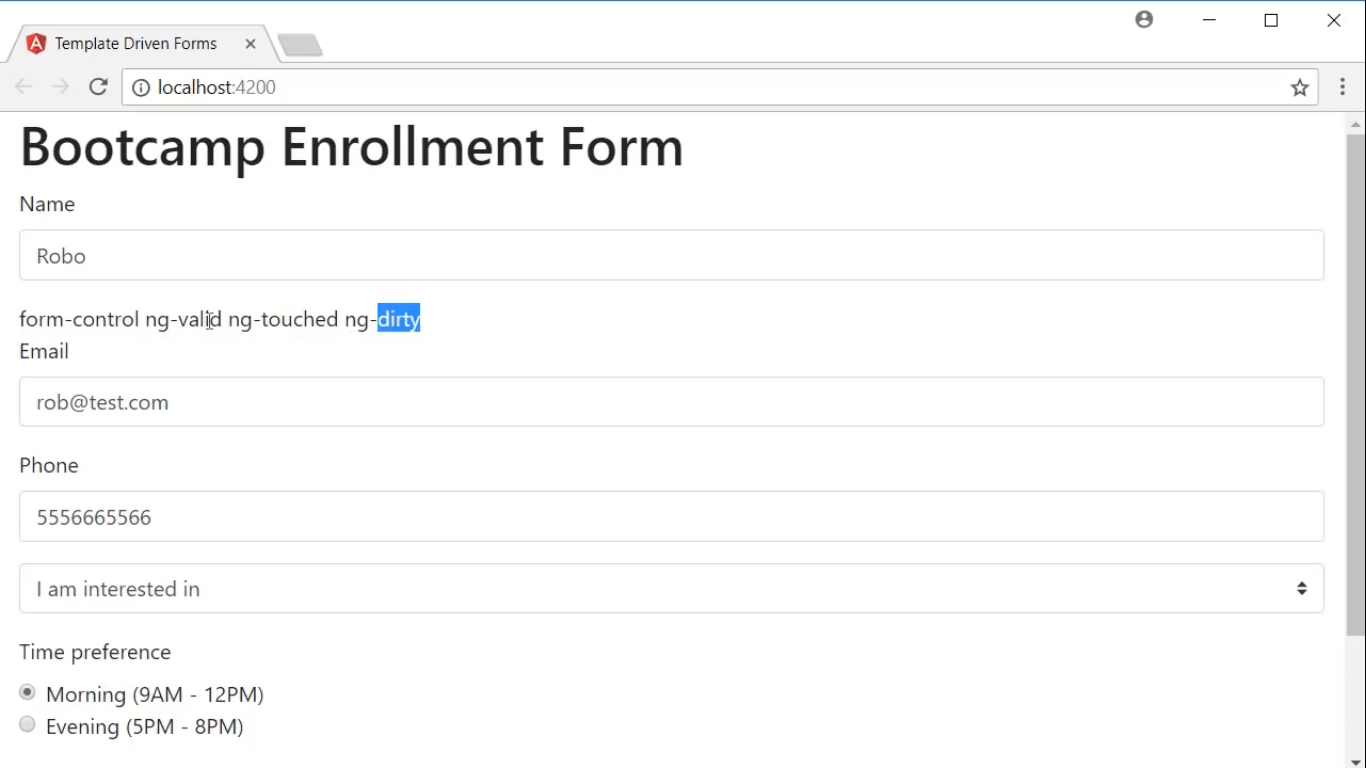 Template Driven Forms
localhost:4200
Bootcamp Enrollment Form
Name
Robo
form-control ng-valid ng-touched ng-dirty
Email
rob@test.com
Phone
5556665566
I am interested in
Time preference
Morning (9AM - 12PM)
Evening (5PM - 8PM)